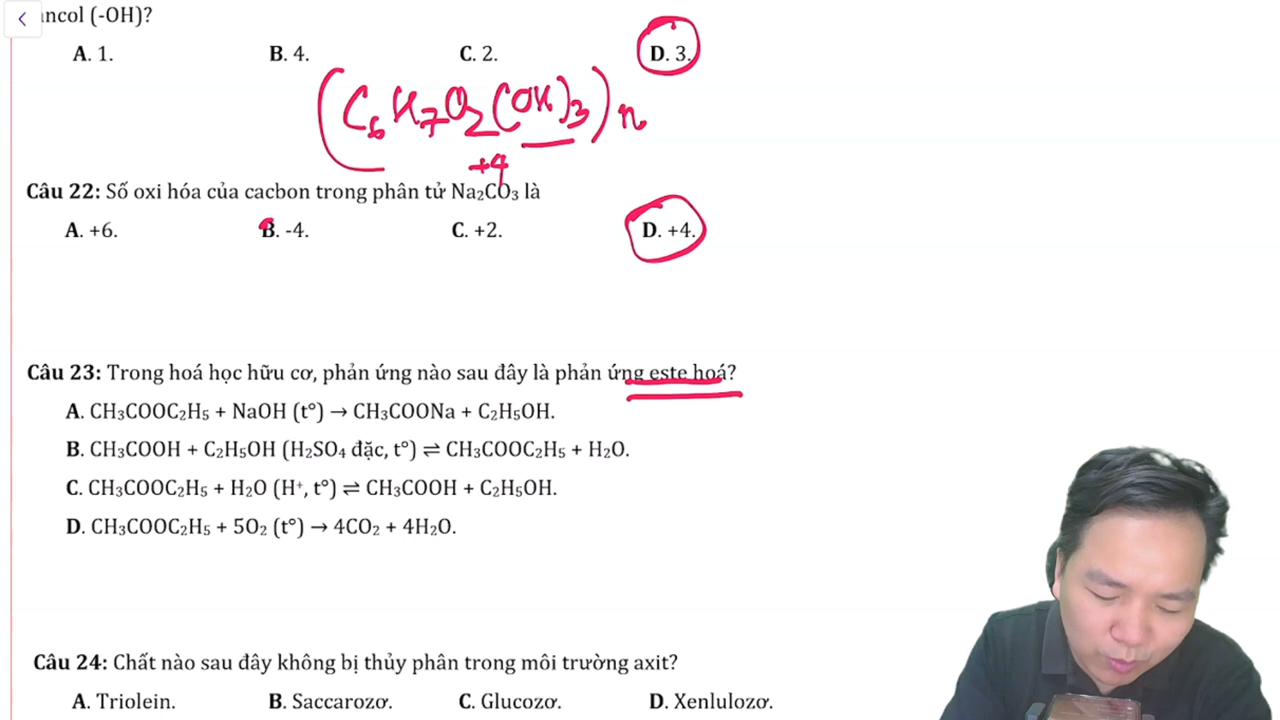 ancol (-OH)?
A. 1. B. 4. C. 2. D. 3.
(C₆H₇O₂(OH)₃)n
+4
Câu 22: Số oxi hóa của cacbon trong phân tử Na₂CO₃ là
A. +6. B. -4. C. +2. D. +4.
Câu 23: Trong hoá học hữu cơ, phản ứng nào sau đây là phản ứng este hoá?
A. CH₃COOC₂H₅ + NaOH (t°) → CH₃COONa + C₂H₅OH.
B. CH₃COOH + C₂H₅OH (H₂SO₄ đặc, t°) ⇌ CH₃COOC₂H₅ + H₂O.
C. CH₃COOC₂H₅ + H₂O (H⁺, t°) ⇌ CH₃COOH + C₂H₅OH.
D. CH₃COOC₂H₅ + 5O₂ (t°) → 4CO₂ + 4H₂O.
Câu 24: Chất nào sau đây không bị thủy phân trong môi trường axit?
A. Triolein. B. Saccarozơ. C. Glucozơ. D. Xenlulozơ.